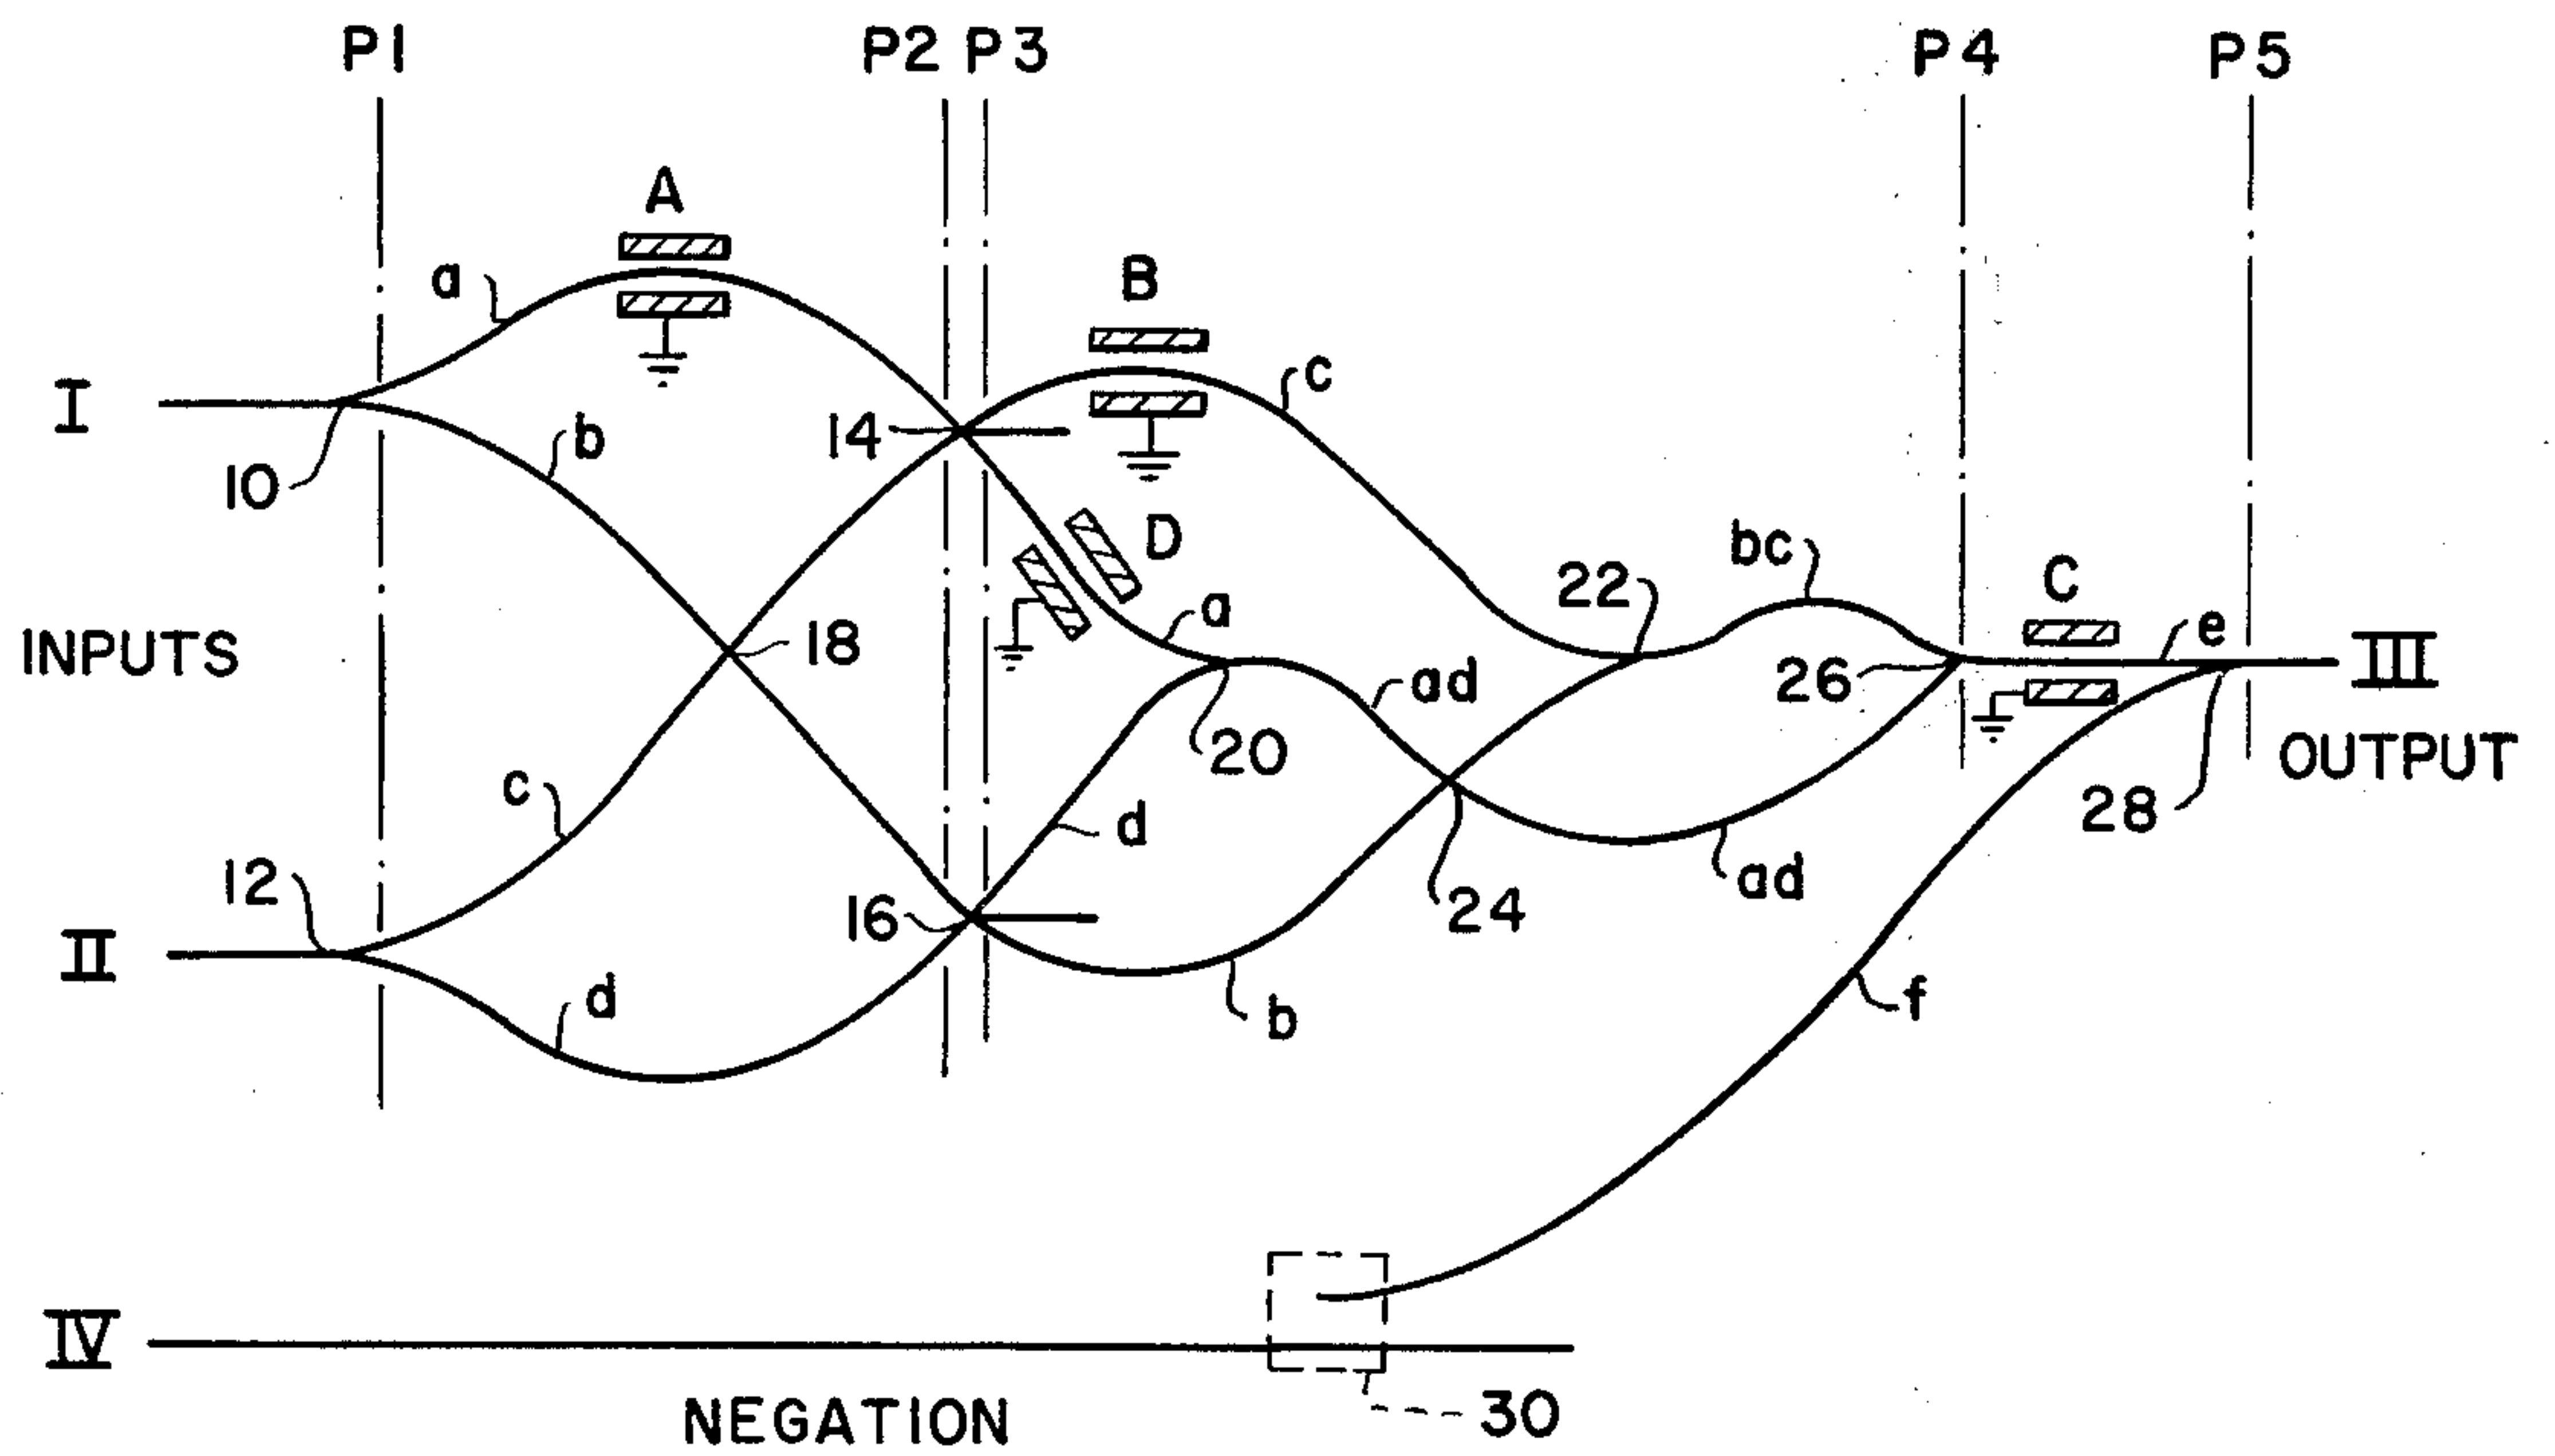 P1 P2 P3 P4 P5
A
a
B
I
b
c
14
10
D
bc
22
C
a
e
INPUTS
18
III
ad
26
20
OUTPUT
c
d
28
12
ad
16
24
II
d
b
f
IV
30
NEGATION